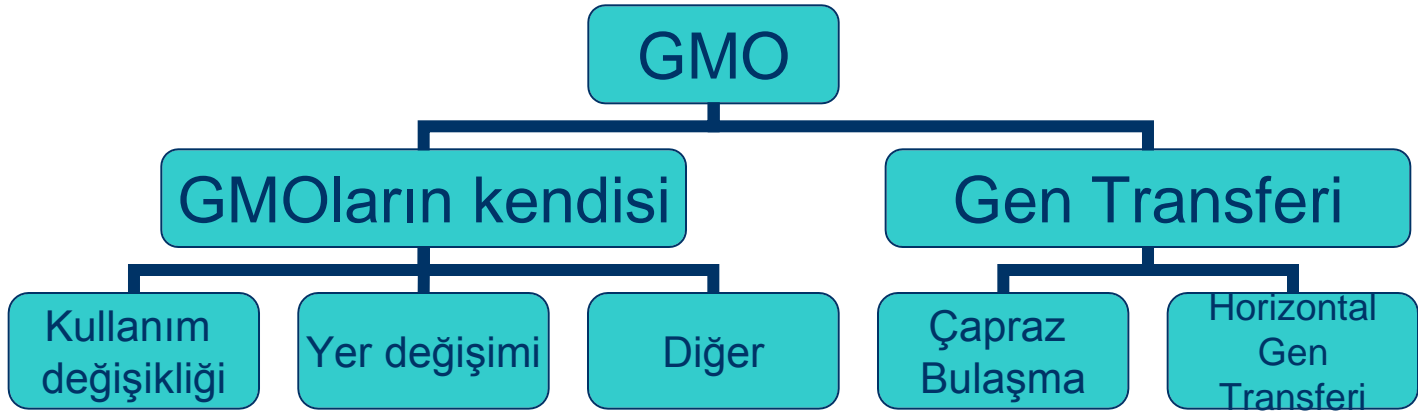 GMO
GMOların kendisi
Gen Transferi
Kullanım
değişikliği
Yer değişimi
Diğer
Çapraz
Bulaşma
Horizontal
Gen
Transferi